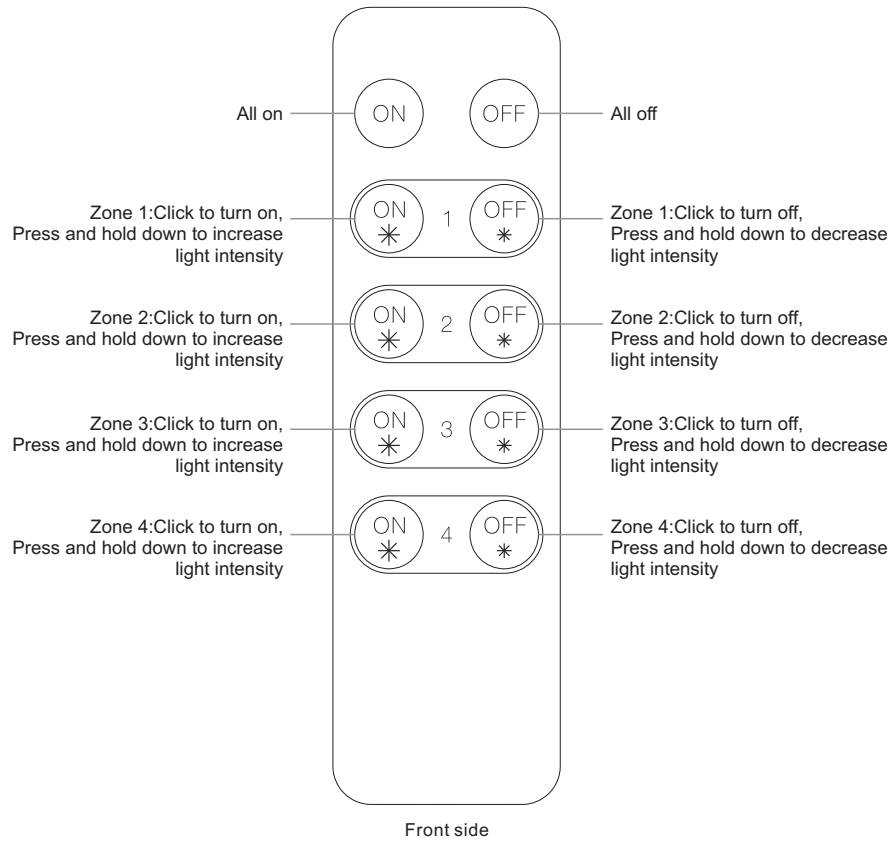 All on
ON
OFF
All off
Zone 1:Click to turn on,
Press and hold down to increase
light intensity
ON
1
OFF
Zone 1:Click to turn off,
Press and hold down to decrease
light intensity
Zone 2:Click to turn on,
Press and hold down to increase
light intensity
ON
2
OFF
Zone 2:Click to turn off,
Press and hold down to decrease
light intensity
Zone 3:Click to turn on,
Press and hold down to increase
light intensity
ON
3
OFF
Zone 3:Click to turn off,
Press and hold down to decrease
light intensity
Zone 4:Click to turn on,
Press and hold down to increase
light intensity
ON
4
OFF
Zone 4:Click to turn off,
Press and hold down to decrease
light intensity
Front side